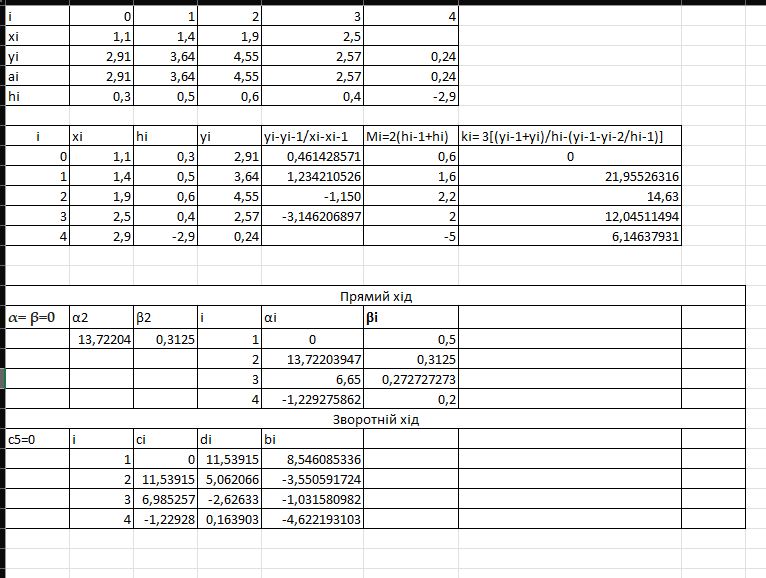 i 0 1 2 3 4
xi 1,1 1,4 1,9 2,5
yi 2,91 3,64 4,55 2,57 0,24
ai 2,91 3,64 4,55 2,57 0,24
hi 0,3 0,5 0,6 0,4 -2,9
i xi hi yi yi-yi-1/xi-xi-1 Mi=2(hi-1+hi) ki= 3[(yi-1+yi)/hi-(yi-1-yi-2/hi-1)]
0 1,1 0,3 2,91 0,461428571 0,6 0
1 1,4 0,5 3,64 1,234210526 1,6 21,95526316
2 1,9 0,6 4,55 -1,150 2,2 14,63
3 2,5 0,4 2,57 -3,146206897 2 12,04511494
4 2,9 -2,9 0,24 -5 6,14637931
Прямий хід
α= β=0 α2 β2 i αi βi
13,72204 0,3125 1 0 0,5
2 13,72203947 0,3125
3 6,65 0,272727273
4 -1,229275862 0,2
Зворотній хід
c5=0 i ci di bi
1 0 11,53915 8,546085336
2 11,53915 5,062066 -3,550591724
3 6,985257 -2,62633 -1,031580982
4 -1,22928 0,163903 -4,622193103